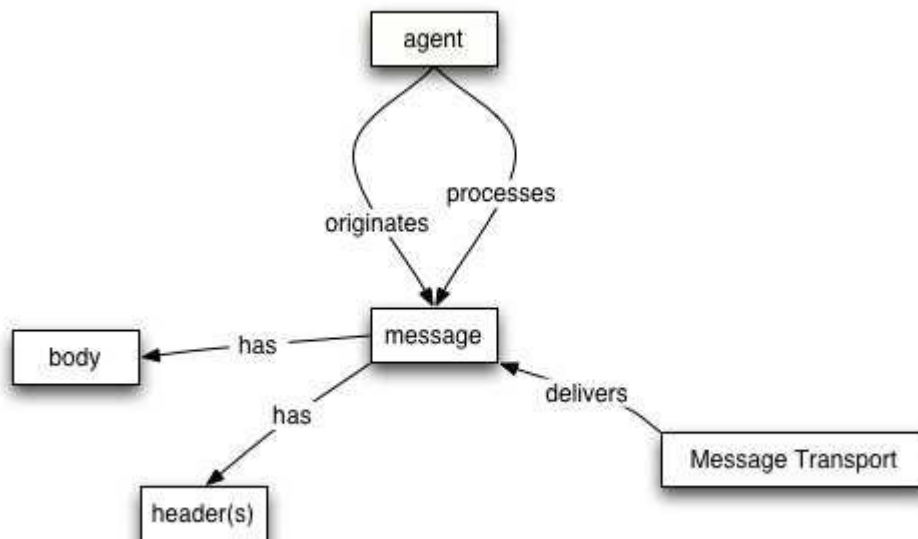 agent
processes
originates
message
has
body
delivers
has
Message Transport
header(s)